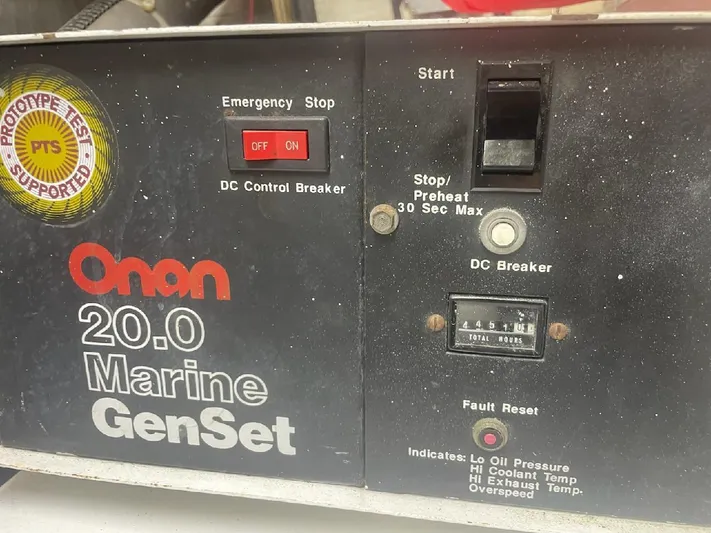 PROTOTYPE TEST
PTS
SUPPORTED
Emergency Stop
OFF ON
DC Control Breaker
Onan
20.0
Marine
GenSet
Start
Stop/
Preheat
30 Sec Max
DC Breaker
TOTAL HOURS
Fault Reset
Indicates: Lo Oil Pressure
HI Coolant Temp
HI Exhaust Temp.
Overspeed